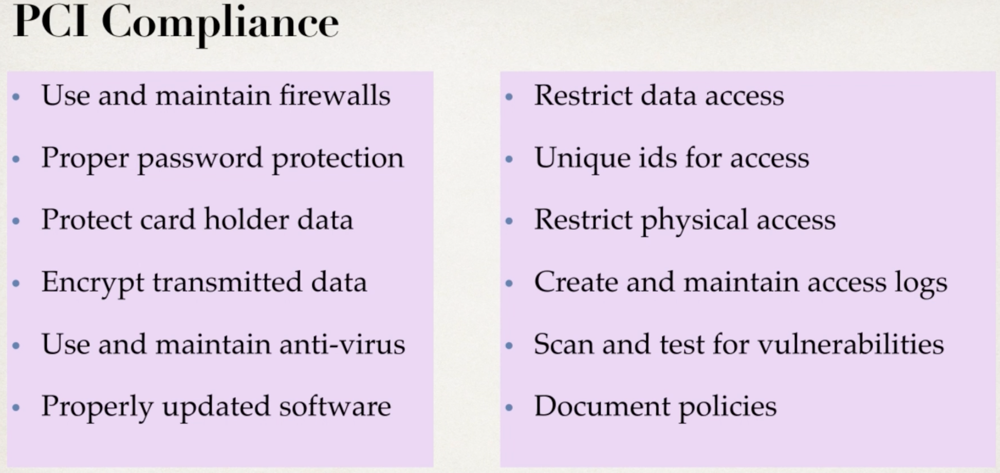 PCI Compliance
• Use and maintain firewalls
• Proper password protection
• Protect card holder data
• Encrypt transmitted data
• Use and maintain anti-virus
• Properly updated software
• Restrict data access
• Unique ids for access
• Restrict physical access
• Create and maintain access logs
• Scan and test for vulnerabilities
• Document policies